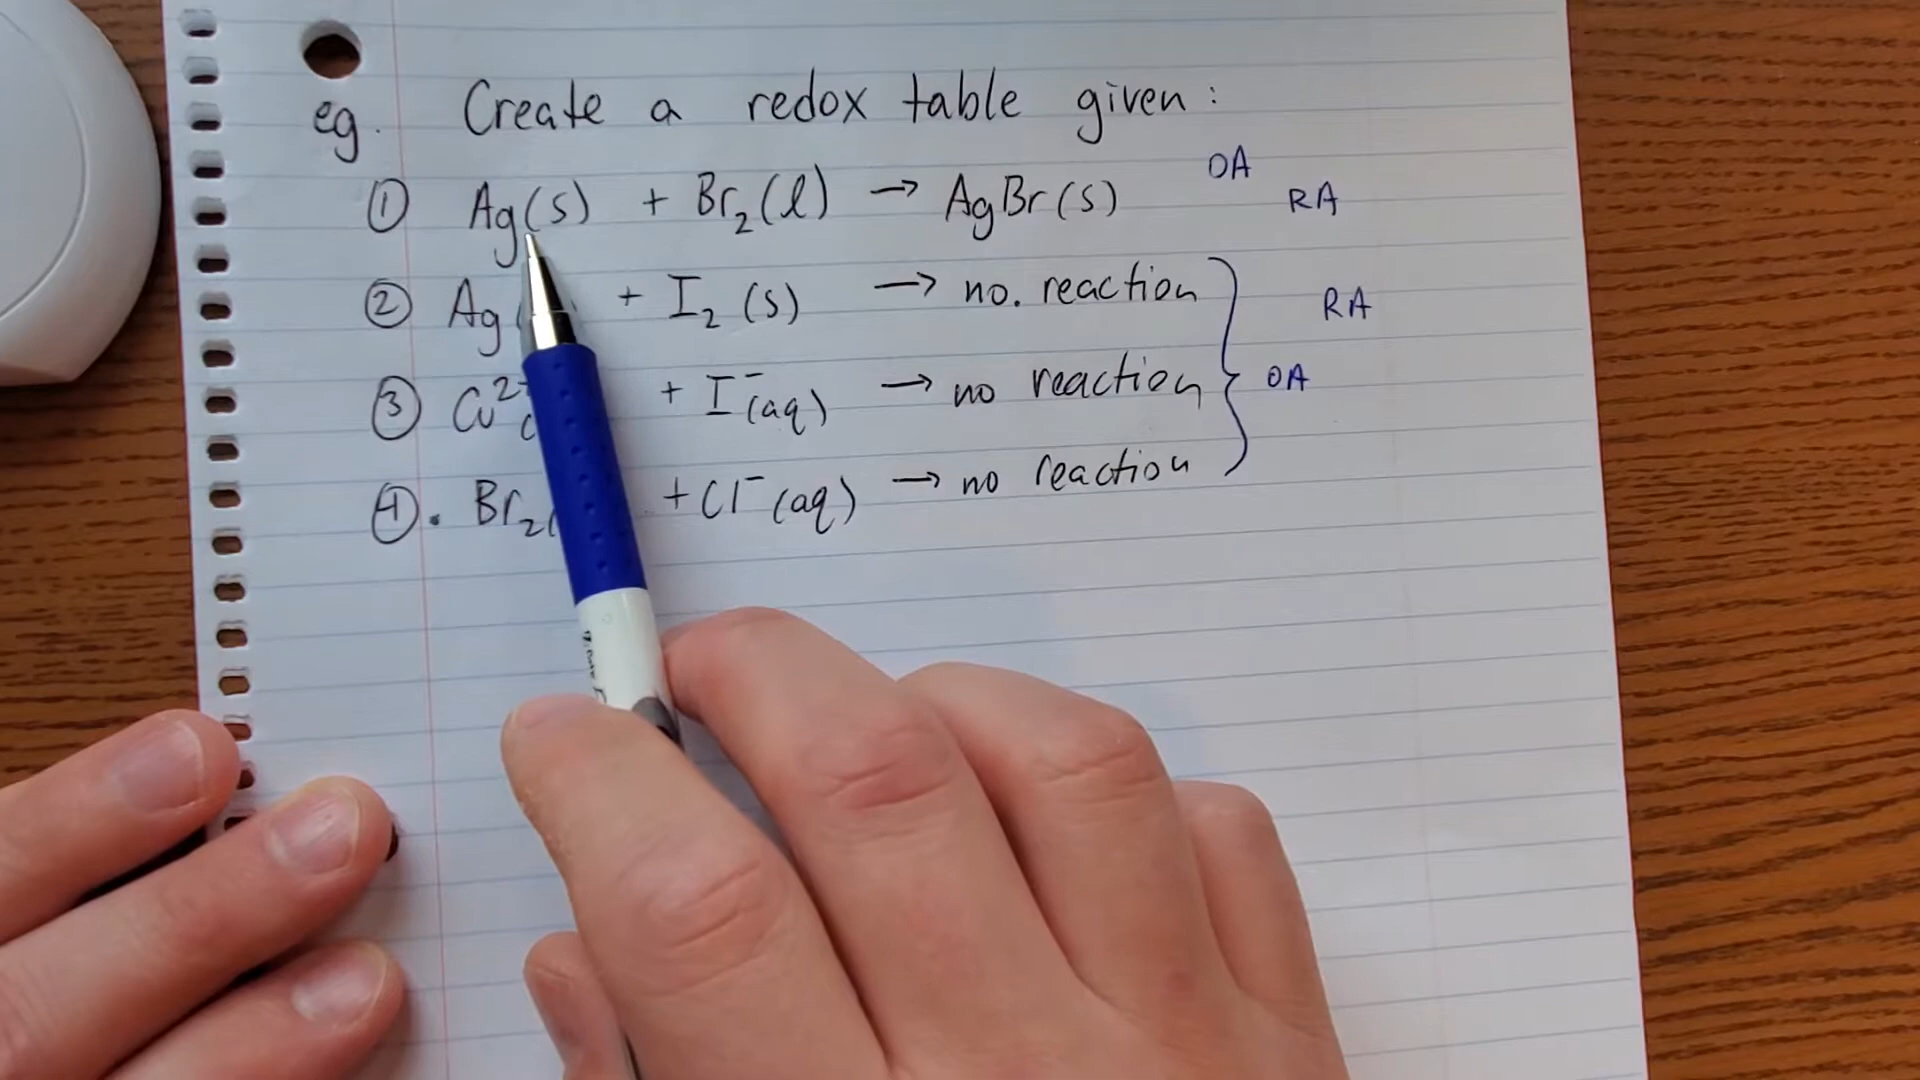 eg. Create a redox table given:
① Ag(s) + Br₂(l) → AgBr(s) OA RA
② Ag + I₂(s) → no. reaction RA
③ Cu²⁺ + I⁻(aq) → no reaction OA
④. Br₂( + Cl⁻(aq) → no reaction